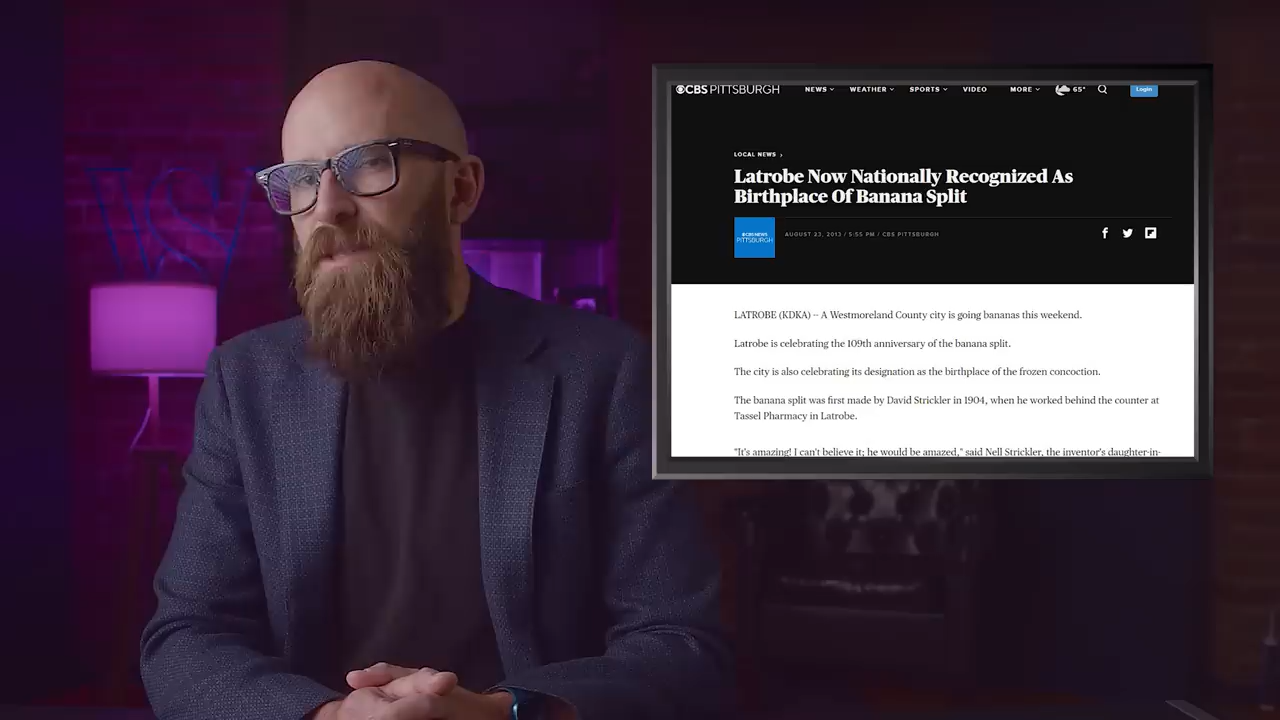 CBS PITTSBURGH
NEWS WEATHER SPORTS VIDEO MORE 65° Login
LOCAL NEWS
Latrobe Now Nationally Recognized As
Birthplace Of Banana Split
CBS NEWS
PITTSBURGH
AUGUST 23, 2013 / 5:55 PM / CBS PITTSBURGH
LATROBE (KDKA) – A Westmoreland County city is going bananas this weekend.
Latrobe is celebrating the 109th anniversary of the banana split.
The city is also celebrating its designation as the birthplace of the frozen concoction.
The banana split was first made by David Strickler in 1904, when he worked behind the counter at
Tassel Pharmacy in Latrobe.
"It's amazing! I can't believe it; he would be amazed," said Nell Strickler, the inventor's daughter-in-